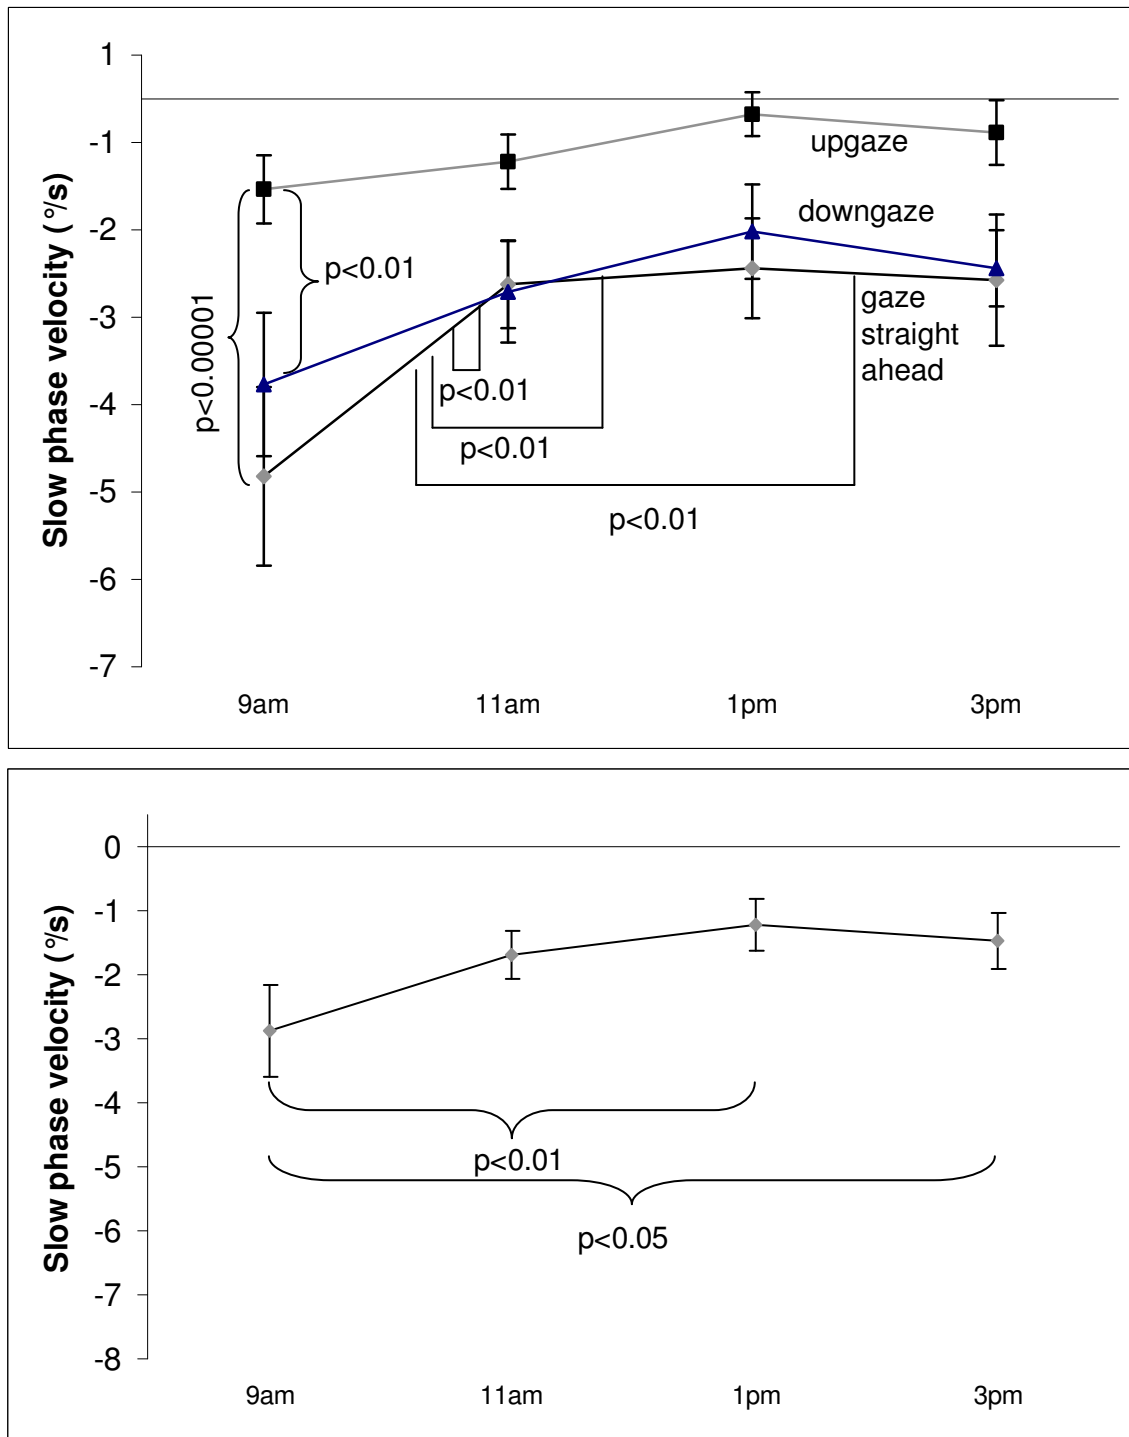 1
-1
-2
-3
-4
-5
-6
-7
Slow phase velocity (°/s)
upgaze
downgaze
gaze
straight
ahead
p<0.01
p<0.00001
p<0.01
p<0.01
p<0.01
9am 11am 1pm 3pm
0
-1
-2
-3
-4
-5
-6
-7
-8
Slow phase velocity (°/s)
p<0.01
p<0.05
9am 11am 1pm 3pm